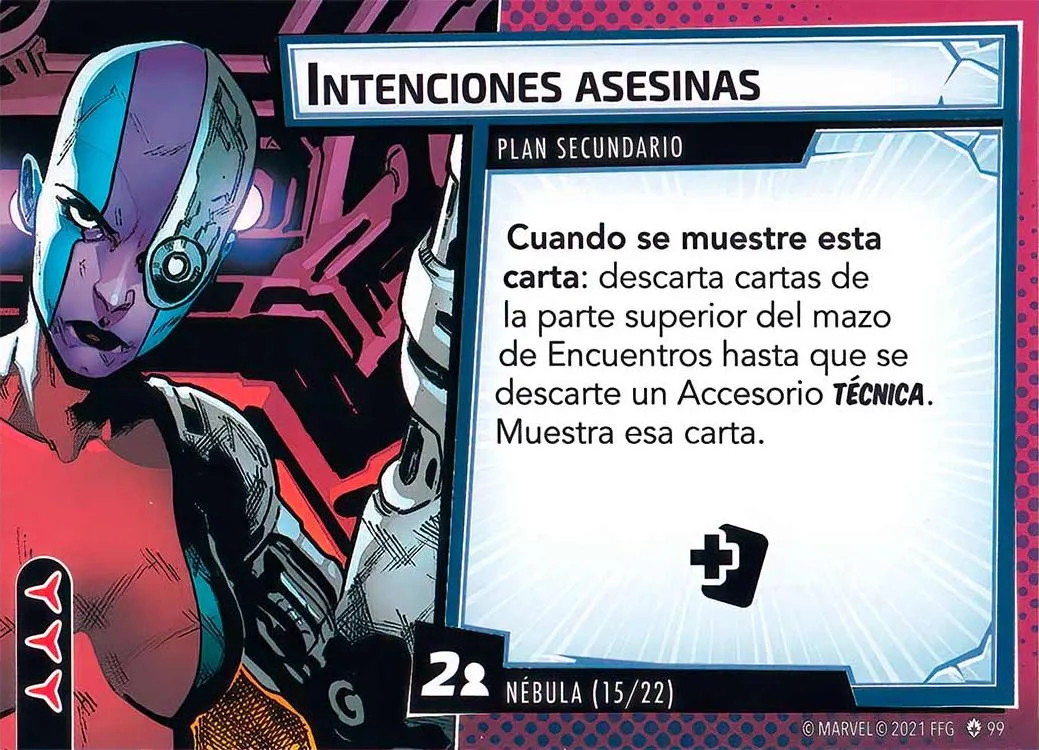 INTENCIONES ASESINAS
PLAN SECUNDARIO
Cuando se muestre esta
carta: descarta cartas de
la parte superior del mazo
de Encuentros hasta que se
descarte un Accesorio TÉCNICA.
Muestra esa carta.
2
NÉBULA (15/22)
© MARVEL © 2021 FFG 99